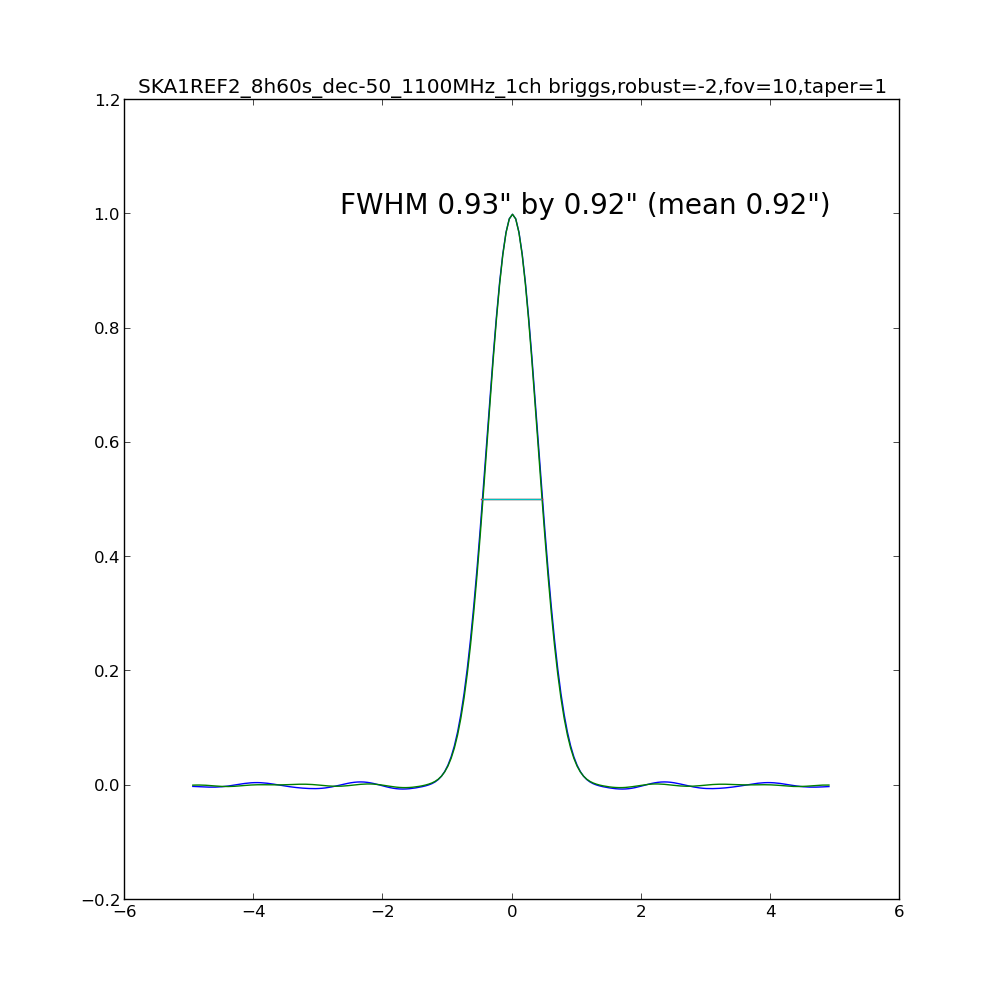 SKA1REF2_8h60s_dec-50_1100MHz_1ch briggs,robust=-2,fov=10,taper=1
1.2
FWHM 0.93" by 0.92" (mean 0.92")
1.0
0.8
0.6
0.4
0.2
0.0
−0.2
−6 −4 −2 0 2 4 6